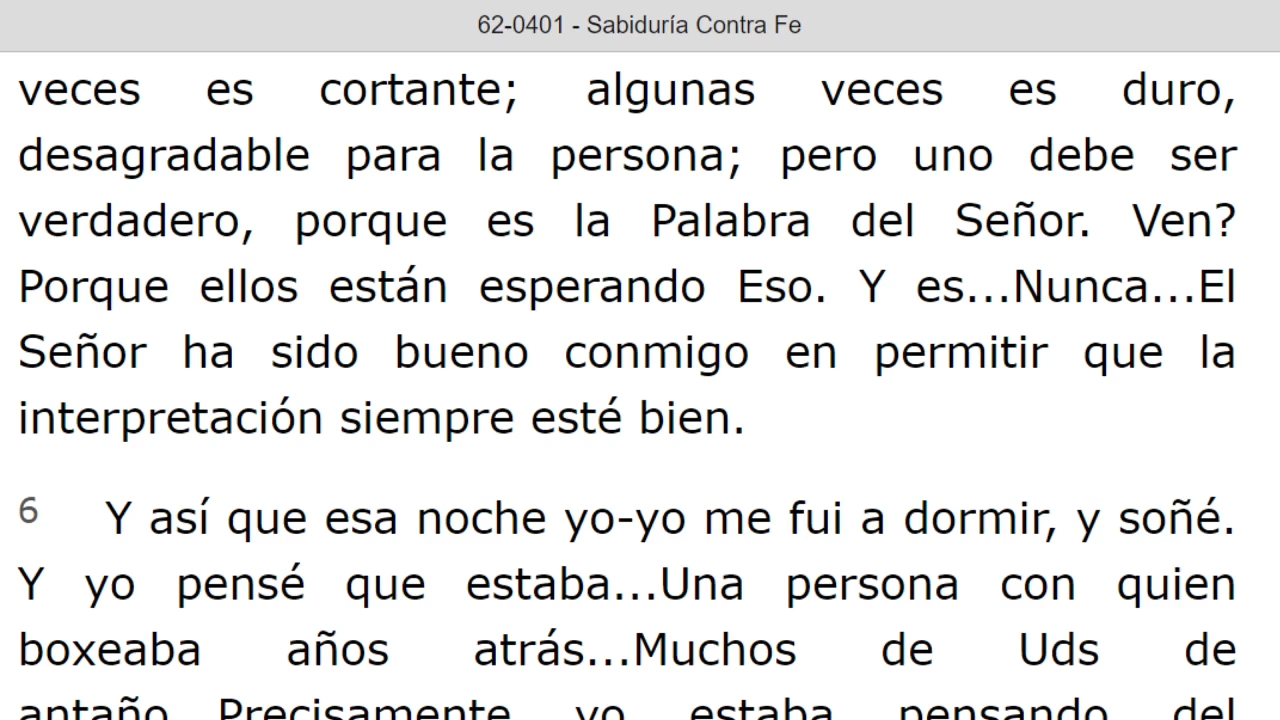 62-0401 - Sabiduría Contra Fe
veces es cortante; algunas veces es duro,
desagradable para la persona; pero uno debe ser
verdadero, porque es la Palabra del Señor. Ven?
Porque ellos están esperando Eso. Y es...Nunca...El
Señor ha sido bueno conmigo en permitir que la
interpretación siempre esté bien.
6 Y así que esa noche yo-yo me fui a dormir, y soñé.
Y yo pensé que estaba...Una persona con quien
boxeaba años atrás...Muchos de Uds de
antaño...Precisamente yo estaba pensando del